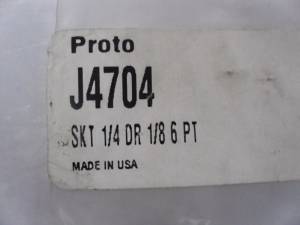 Proto
J4704
SKT 1/4 DR 1/8 6 PT
MADE IN USA